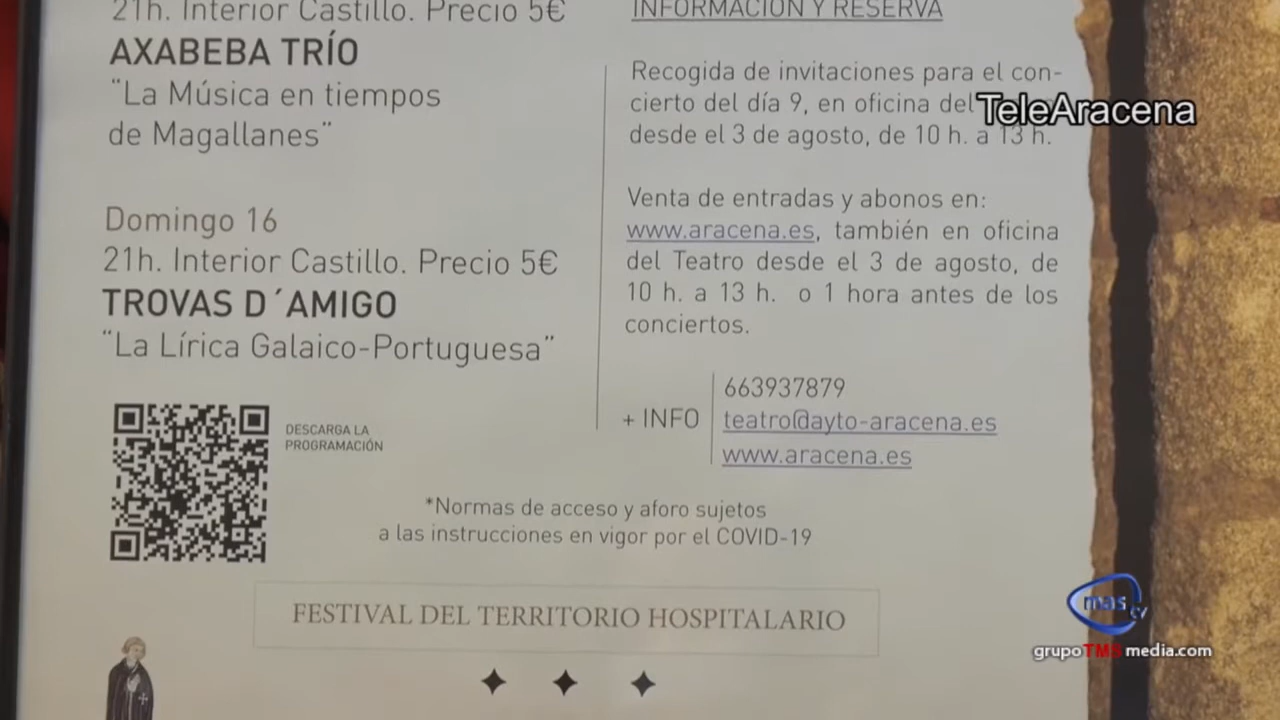 21h. Interior Castillo. Precio 5€
AXABEBA TRÍO
“La Música en tiempos
de Magallanes”
Domingo 16
21h. Interior Castillo. Precio 5€
TROVAS D´AMIGO
“La Lírica Galaico-Portuguesa”
DESCARGA LA
PROGRAMACIÓN
INFORMACIÓN Y RESERVA
Recogida de invitaciones para el con-
cierto del día 9, en oficina del
desde el 3 de agosto, de 10 h. a 13 h.
Venta de entradas y abonos en:
www.aracena.es, también en oficina
del Teatro desde el 3 de agosto, de
10 h. a 13 h. o 1 hora antes de los
conciertos.
+ INFO
663937879
teatro@ayto-aracena.es
www.aracena.es
*Normas de acceso y aforo sujetos
a las instrucciones en vigor por el COVID-19
FESTIVAL DEL TERRITORIO HOSPITALARIO
TeleAracena
mas tv
grupoTMSmedia.com